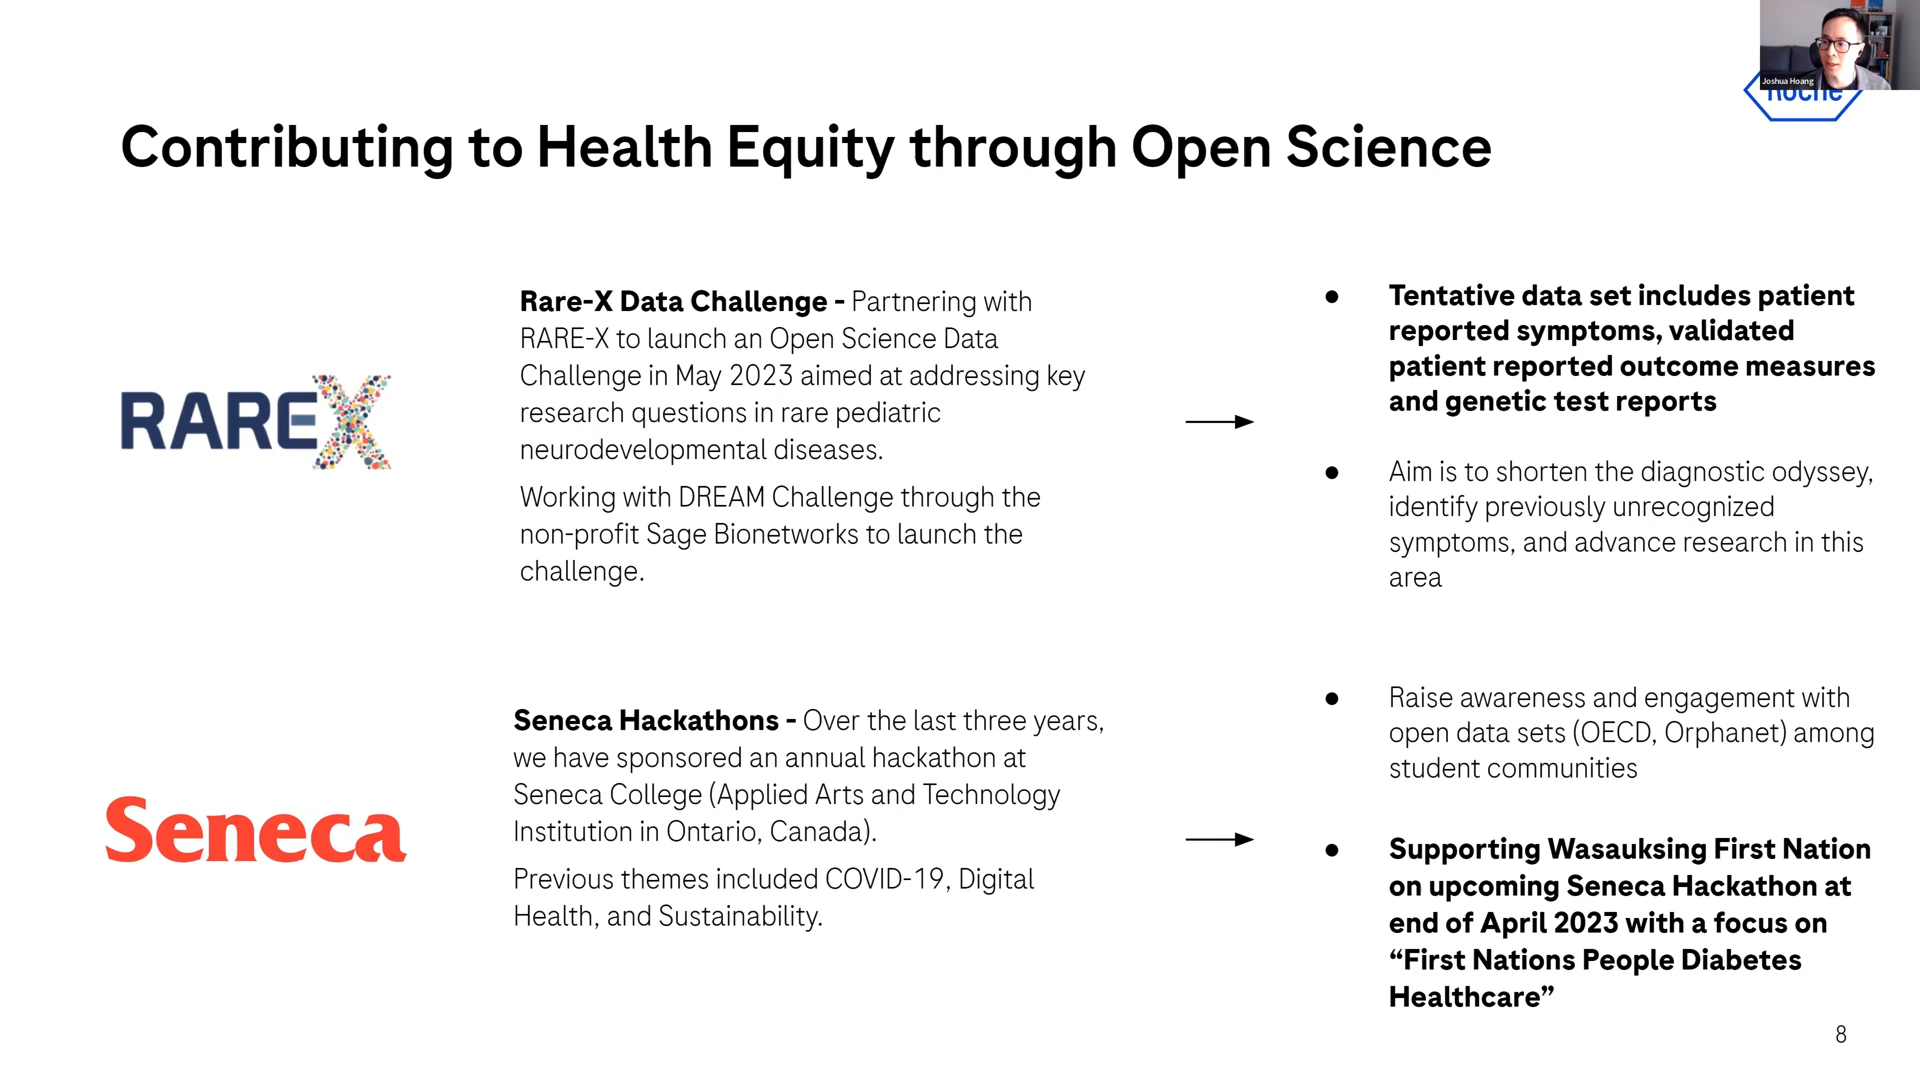 Joshua Hoang
Roche
Contributing to Health Equity through Open Science
RAREX
Rare-X Data Challenge - Partnering with
RARE-X to launch an Open Science Data
Challenge in May 2023 aimed at addressing key
research questions in rare pediatric
neurodevelopmental diseases.
Working with DREAM Challenge through the
non-profit Sage Bionetworks to launch the
challenge.
● Tentative data set includes patient
reported symptoms, validated
patient reported outcome measures
and genetic test reports
● Aim is to shorten the diagnostic odyssey,
identify previously unrecognized
symptoms, and advance research in this
area
Seneca
Seneca Hackathons - Over the last three years,
we have sponsored an annual hackathon at
Seneca College (Applied Arts and Technology
Institution in Ontario, Canada).
Previous themes included COVID-19, Digital
Health, and Sustainability.
● Raise awareness and engagement with
open data sets (OECD, Orphanet) among
student communities
● Supporting Wasauksing First Nation
on upcoming Seneca Hackathon at
end of April 2023 with a focus on
“First Nations People Diabetes
Healthcare”
8